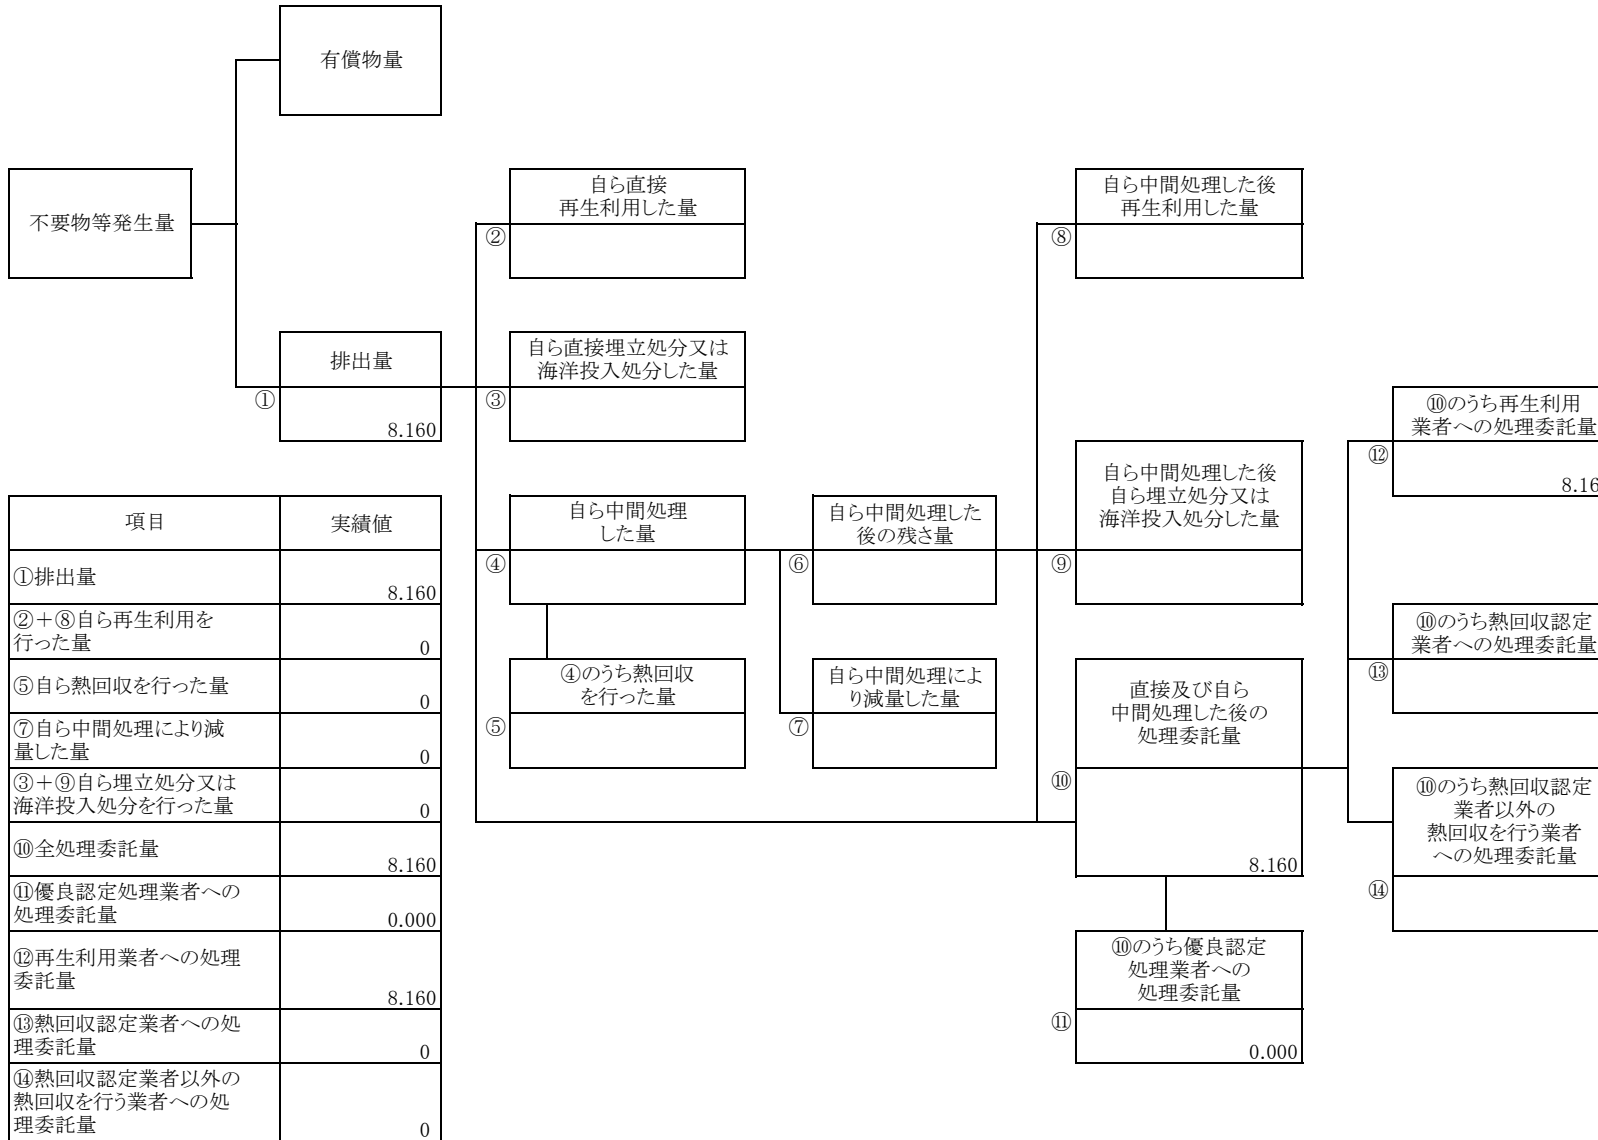 有償物量
不要物等発生量
自ら直接
再生利用した量
②
自ら中間処理した後
再生利用した量
⑧
排出量
①
8.160
自ら直接埋立処分又は
海洋投入処分した量
③
⑩のうち再生利用
業者への処理委託量
⑫
8.16
自ら中間処理
した量
④
自ら中間処理した
後の残さ量
⑥
自ら中間処理した後
自ら埋立処分又は
海洋投入処分した量
⑨
⑩のうち熱回収認定
業者への処理委託量
⑬
④のうち熱回収
を行った量
⑤
自ら中間処理によ
り減量した量
⑦
直接及び自ら
中間処理した後の
処理委託量
⑩
8.160
⑩のうち熱回収認定
業者以外の
熱回収を行う業者
への処理委託量
⑭
⑩のうち優良認定
処理業者への
処理委託量
⑪
0.000
項目 実績値
①排出量 8.160
②+⑧自ら再生利用を
行った量 0
⑤自ら熱回収を行った量 0
⑦自ら中間処理により減
量した量 0
③+⑨自ら埋立処分又は
海洋投入処分を行った量 0
⑩全処理委託量 8.160
⑪優良認定処理業者への
処理委託量 0.000
⑫再生利用業者への処理
委託量 8.160
⑬熱回収認定業者への処
理委託量 0
⑭熱回収認定業者以外の
熱回収を行う業者への処
理委託量 0